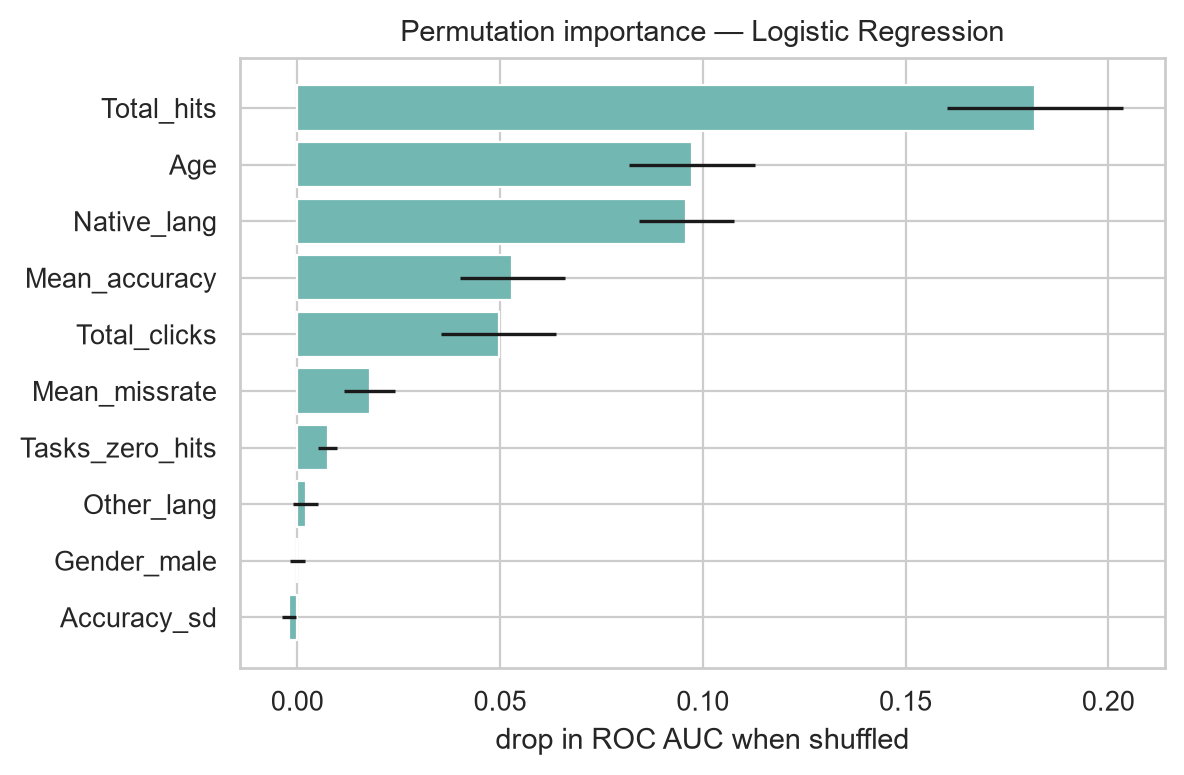 Permutation importance — Logistic Regression
Total_hits
Age
Native_lang
Mean_accuracy
Total_clicks
Mean_missrate
Tasks_zero_hits
Other_lang
Gender_male
Accuracy_sd
0.00 0.05 0.10 0.15 0.20
drop in ROC AUC when shuffled